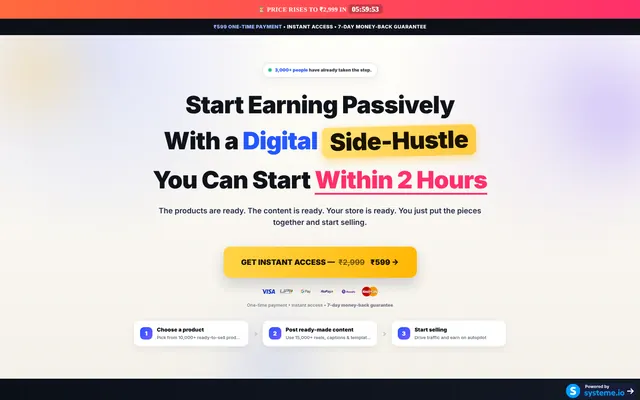 ⏳ PRICE RISES TO ₹2,999 IN 05:59:53
₹599 ONE-TIME PAYMENT • INSTANT ACCESS • 7-DAY MONEY-BACK GUARANTEE
3,000+ people have already taken the step.
Start Earning Passively
With a Digital Side-Hustle
You Can Start Within 2 Hours
The products are ready. The content is ready. Your store is ready. You just put the pieces
together and start selling.
GET INSTANT ACCESS — ₹2,999 ₹599 →
VISA UPI G Pay PhonePe
One-time payment • Instant access • 7-day money-back guarantee
1 Choose a product
Pick from 10,000+ ready-to-sell prod...
2 Post ready-made content
Use 15,000+ reels, captions & templat...
3 Start selling
Drive traffic and earn on autopilot
Powered by
systeme.io →